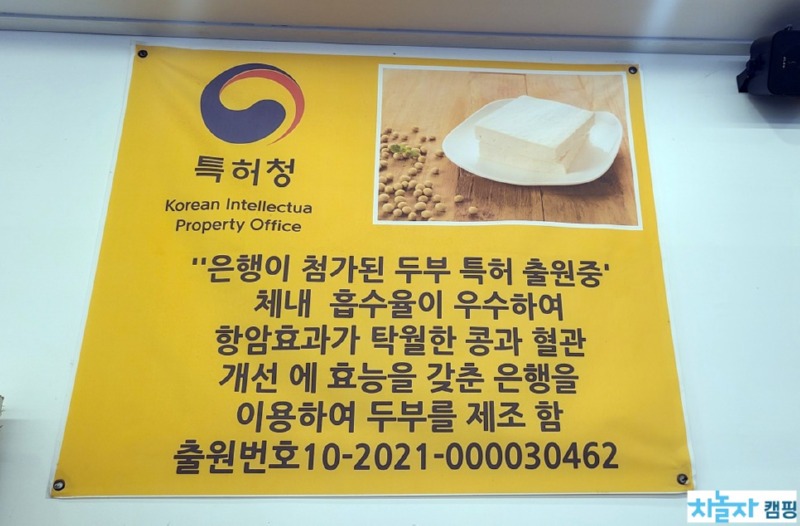 특허청
Korean Intellectua
Property Office
"은행이 첨가된 두부 특허 출원중'
체내 흡수율이 우수하여
항암효과가 탁월한 콩과 혈관
개선 에 효능을 갖춘 은행을
이용하여 두부를 제조 함
출원번호10-2021-000030462
차놀자 캠핑